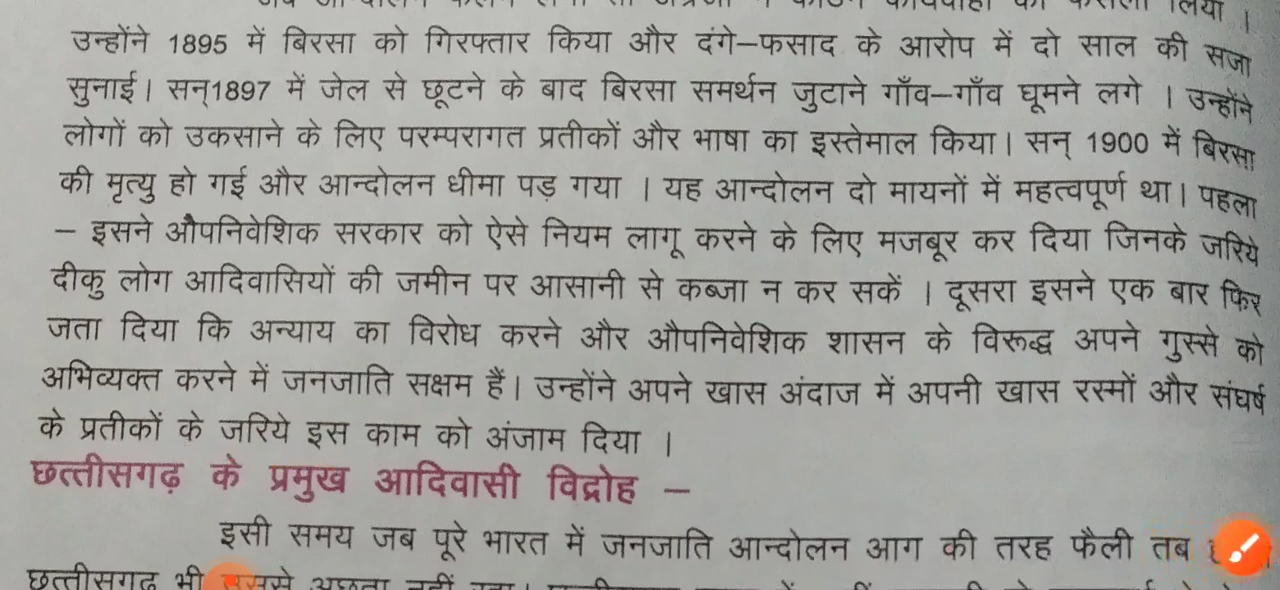 लिया ।
उन्होंने 1895 में बिरसा को गिरफ्तार किया और दंगे–फसाद के आरोप में दो साल की सजा
सुनाई। सन्1897 में जेल से छूटने के बाद बिरसा समर्थन जुटाने गाँव–गाँव घूमने लगे । उन्होंने
लोगों को उकसाने के लिए परम्परागत प्रतीकों और भाषा का इस्तेमाल किया। सन् 1900 में बिरसा
की मृत्यु हो गई और आन्दोलन धीमा पड़ गया । यह आन्दोलन दो मायनों में महत्वपूर्ण था। पहला
– इसने औपनिवेशिक सरकार को ऐसे नियम लागू करने के लिए मजबूर कर दिया जिनके जरिये
दीकु लोग आदिवासियों की जमीन पर आसानी से कब्जा न कर सकें । दूसरा इसने एक बार फिर
जता दिया कि अन्याय का विरोध करने और औपनिवेशिक शासन के विरूद्ध अपने गुस्से को
अभिव्यक्त करने में जनजाति सक्षम हैं। उन्होंने अपने खास अंदाज में अपनी खास रस्मों और संघर्ष
के प्रतीकों के जरिये इस काम को अंजाम दिया ।
छत्तीसगढ़ के प्रमुख आदिवासी विद्रोह –
इसी समय जब पूरे भारत में जनजाति आन्दोलन आग की तरह फैली तब
छत्तीसगढ़ भी